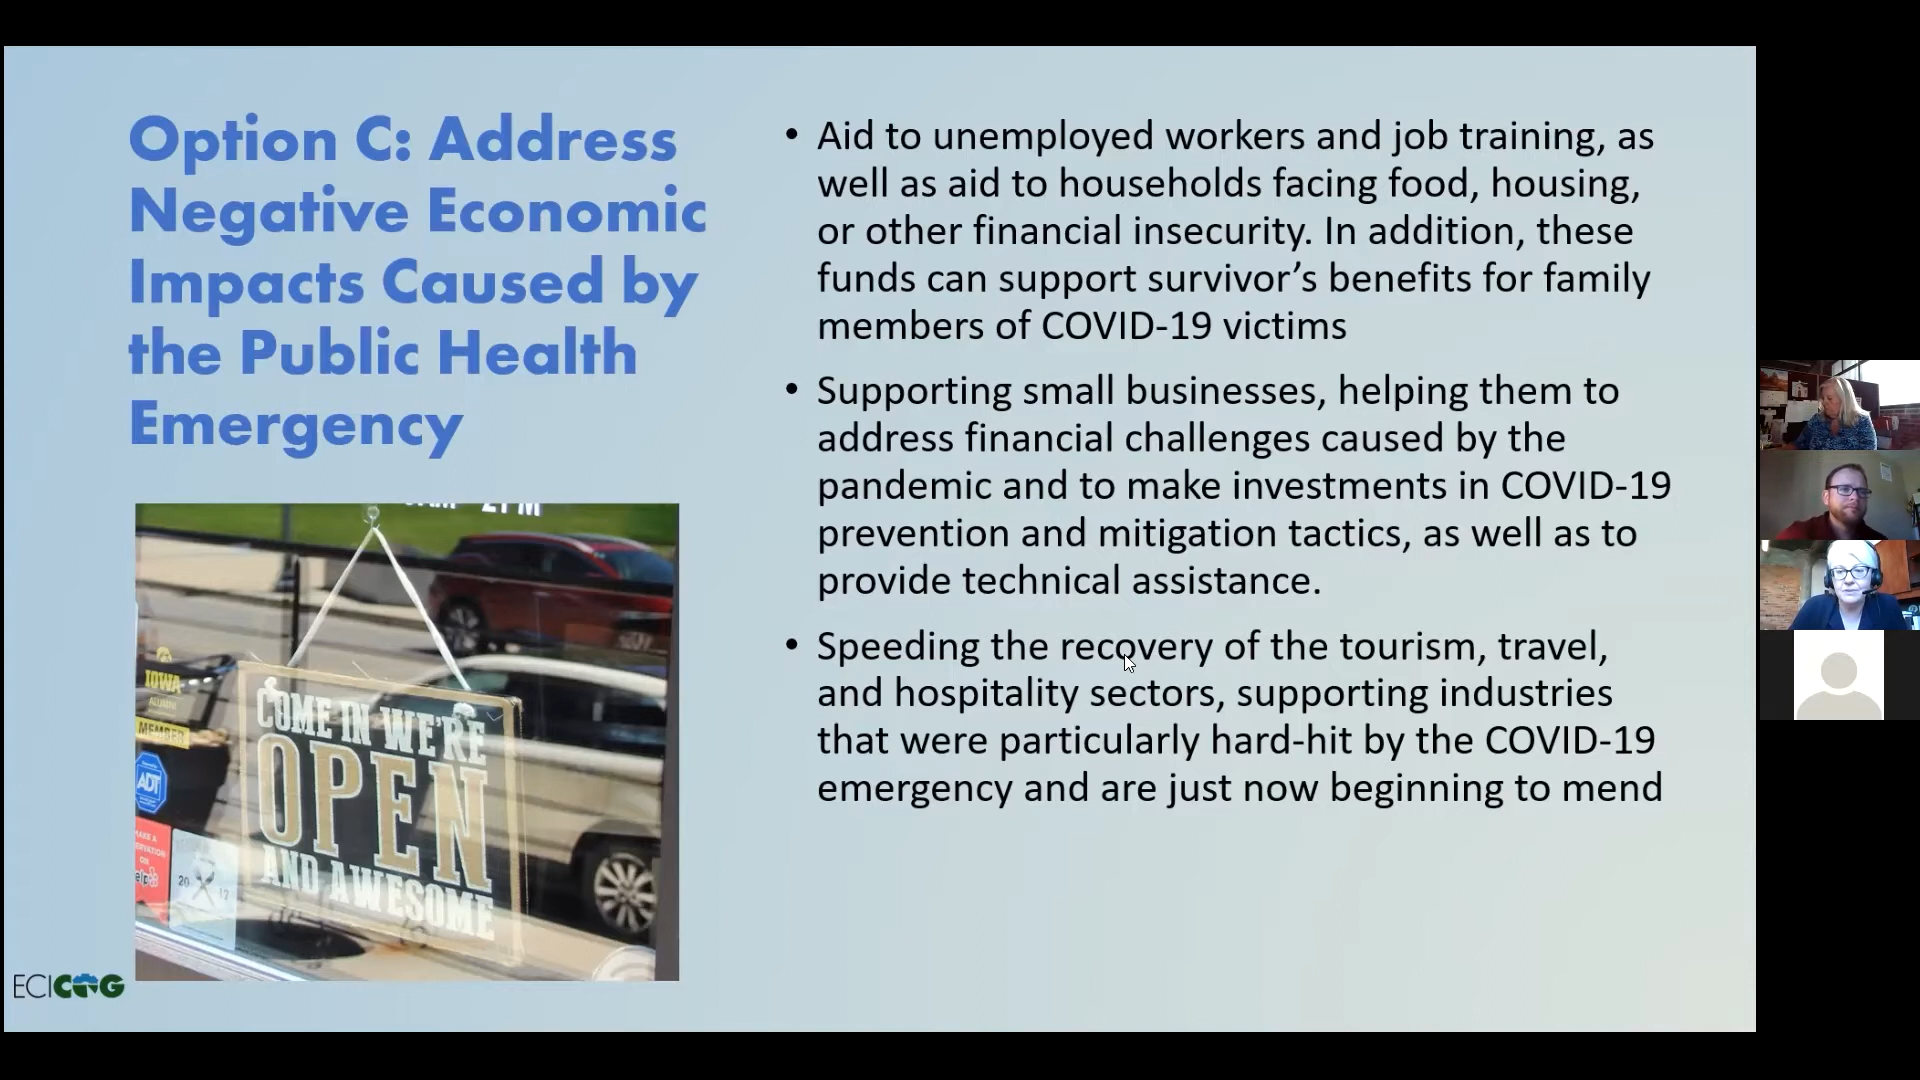 Option C: Address
Negative Economic
Impacts Caused by
the Public Health
Emergency
• Aid to unemployed workers and job training, as
well as aid to households facing food, housing,
or other financial insecurity. In addition, these
funds can support survivor’s benefits for family
members of COVID-19 victims
• Supporting small businesses, helping them to
address financial challenges caused by the
pandemic and to make investments in COVID-19
prevention and mitigation tactics, as well as to
provide technical assistance.
• Speeding the recovery of the tourism, travel,
and hospitality sectors, supporting industries
that were particularly hard-hit by the COVID-19
emergency and are just now beginning to mend
IOWA
ALUMNI
MEMBER
ADT
MAKE A
ON
20 17
COME IN WE'RE
OPEN
AND AWESOME
ECICOG